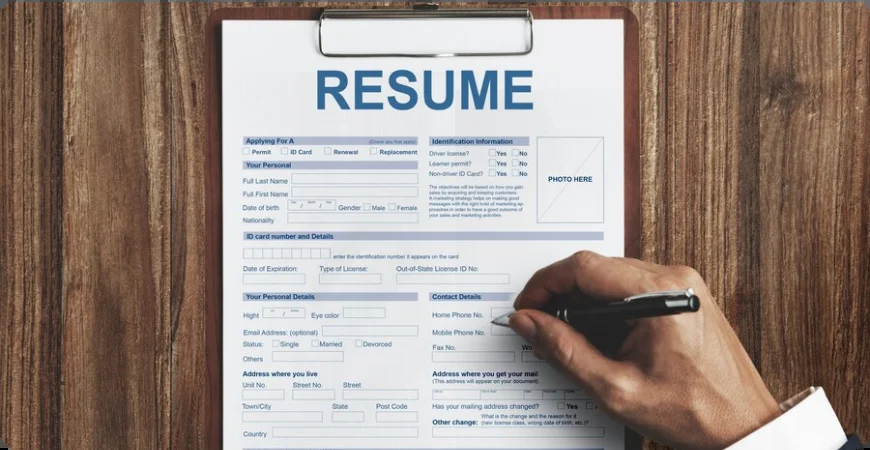 RESUME
Applying For A (Check any that apply)
Permit ID Card Renewal Replacement
Your Personal
Full Last Name
Full First Name
Date of birth / / Gender Male Female
Nationality
Identification Information
Driver license? Yes No
Leaner permit? Yes No
Non-driver ID Card? Yes No
The objectives will be based on how you gain
sales by acquiring and keeping customers.
A marketing strategy helps on making good
messages with the right hold of marketing ap-
proaches in order to have a good outcome of
your sales and marketing activities.
PHOTO HERE
ID card number and Details
enter the identification number it appears on the card
Date of Expiration: Type of License: Out-of-State License ID No:
Your Personal Details
Hight / Eye color
Email Address: (optional)
Status: Single Married Devorced
Others
Address where you live
Unit No. Street No. Street
Town/City State Post Code
Country
Contact Details
Home Phone No.
Mobile Phone No.
Fax No.
Address where you get your mail
(This address will appear on your document)
Has your mailing address changed? Yes
Other change: What is the change and the reason for it
(new license class, wrong date of birth, etc.)?